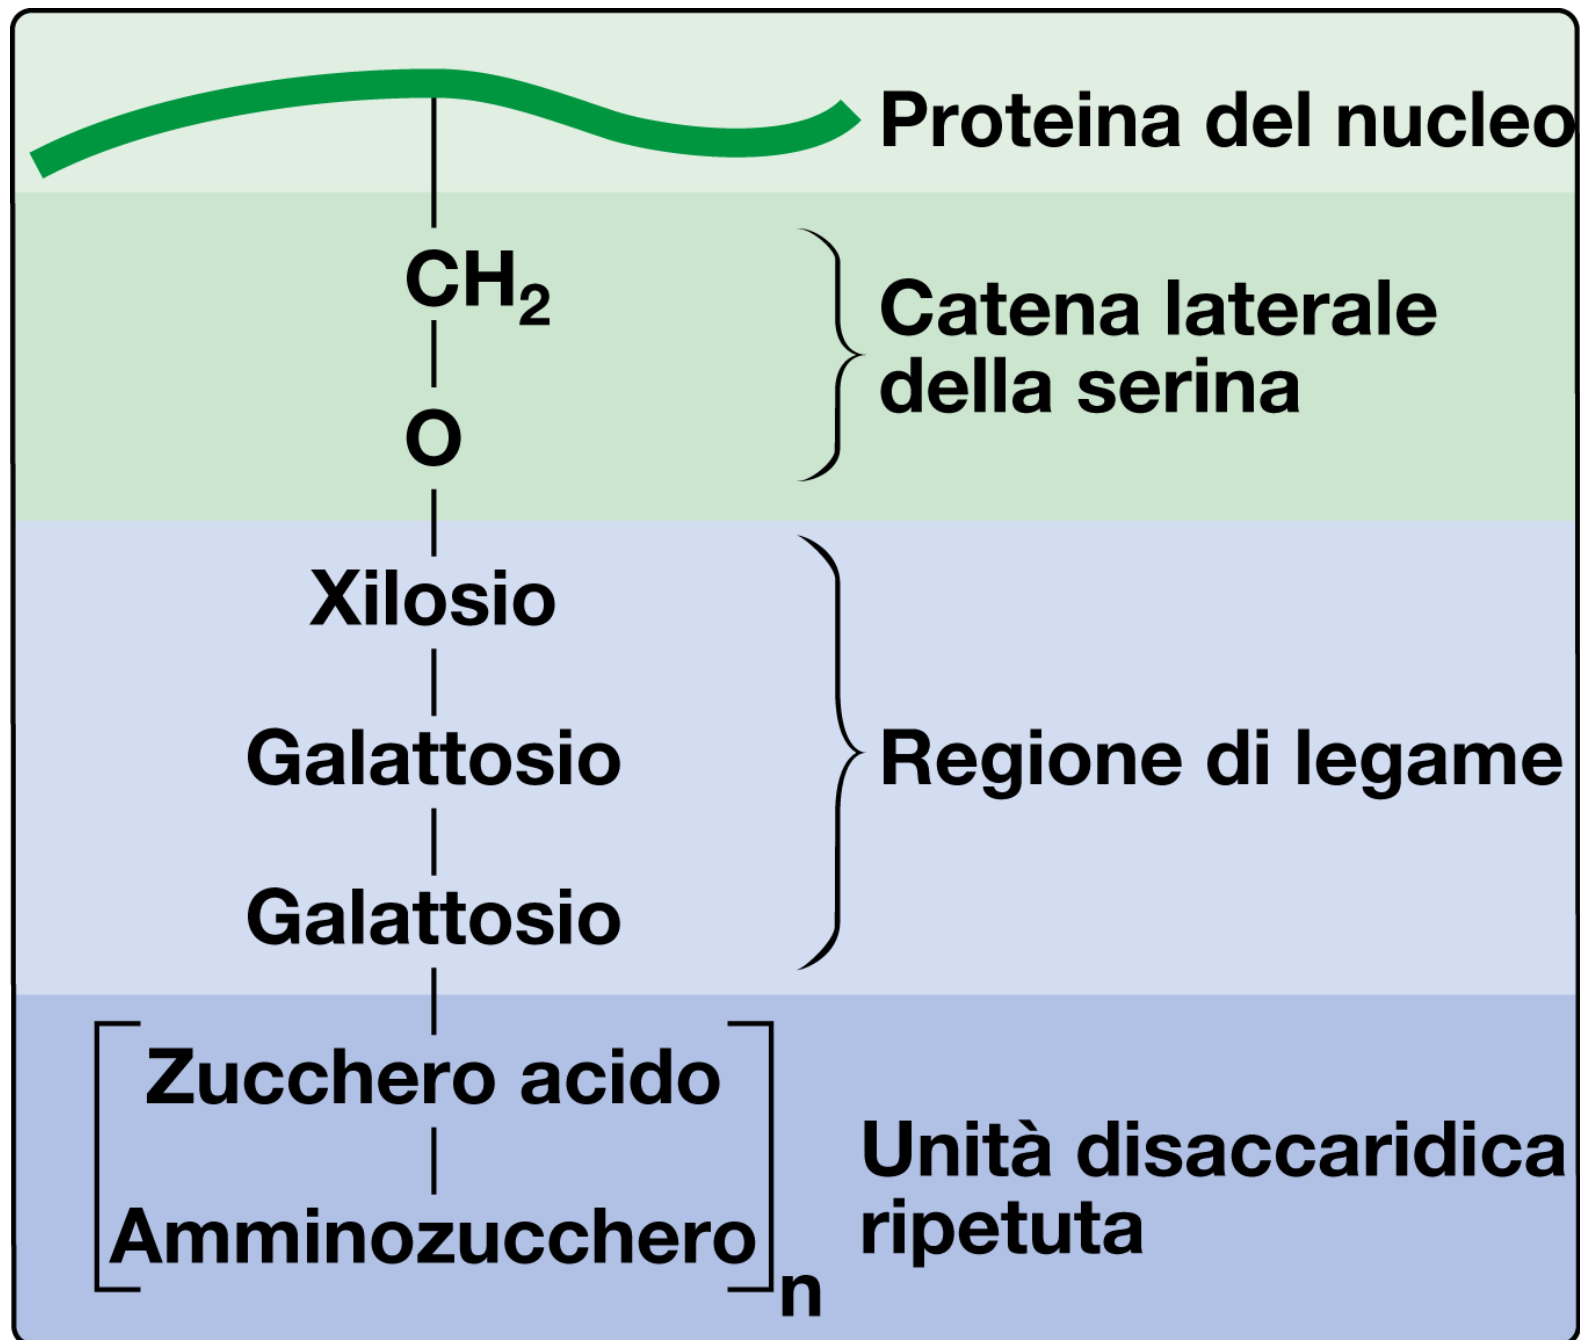 Proteina del nucleo
CH₂
O
Catena laterale
della serina
Xilosio
Galattosio
Galattosio
Regione di legame
Zucchero acido
Amminozucchero
n
Unità disaccaridica
ripetuta